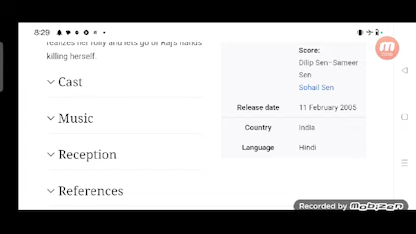 8:29
realizes her folly and lets go of Raj's hands
killing herself.
Cast
Music
Reception
References
Score:
Dilip Sen–Sameer
Sen
Sohail Sen
Release date 11 February 2005
Country India
Language Hindi
Recorded by Mobizen